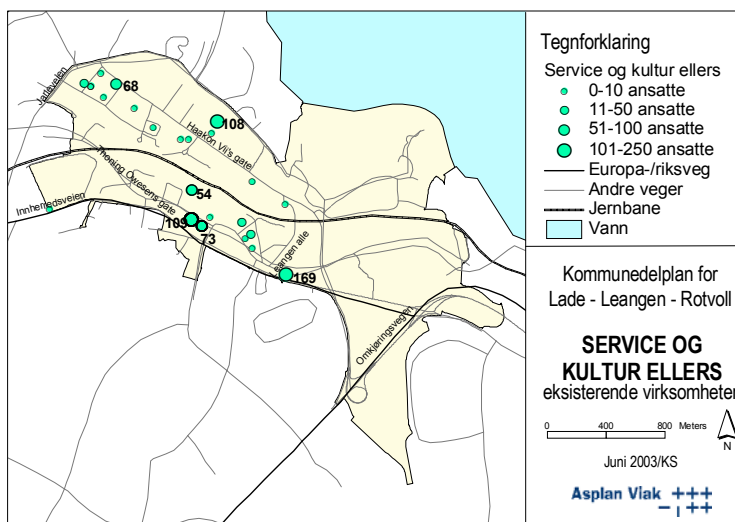 Jarleveien
68
108
Haakon VII's gate
Thoning Owesens gate
54
Innherredsveien
109
73
Leangen alle
169
Omkjøringsvegen
Tegnforklaring
Service og kultur ellers
0-10 ansatte
11-50 ansatte
51-100 ansatte
101-250 ansatte
Europa-/riksveg
Andre veger
Jernbane
Vann
Kommunedelplan for
Lade - Leangen - Rotvoll
SERVICE OG
KULTUR ELLERS
eksisterende virksomheter
0 400 800 Meters
N
Juni 2003/KS
Asplan Viak